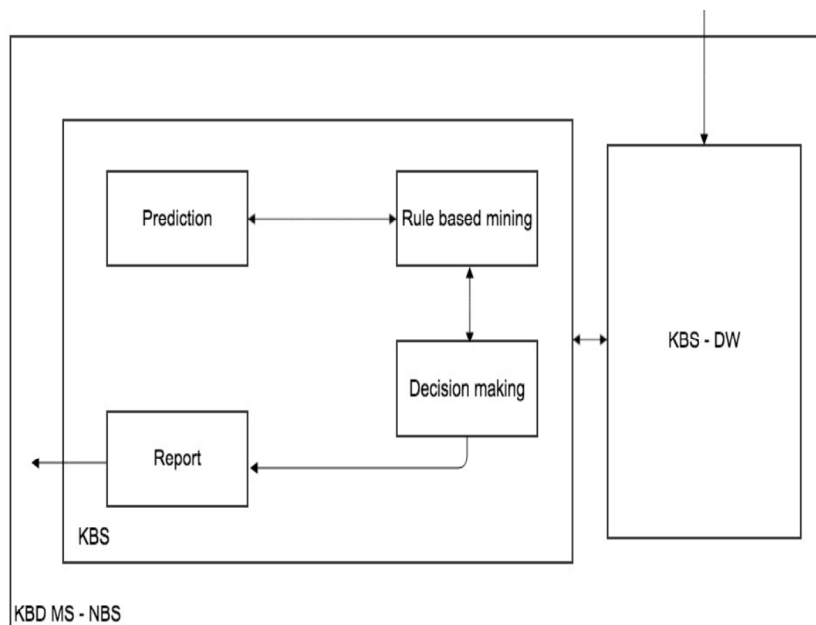 Prediction
Rule based mining
KBS - DW
Decision making
Report
KBS
KBD MS - NBS